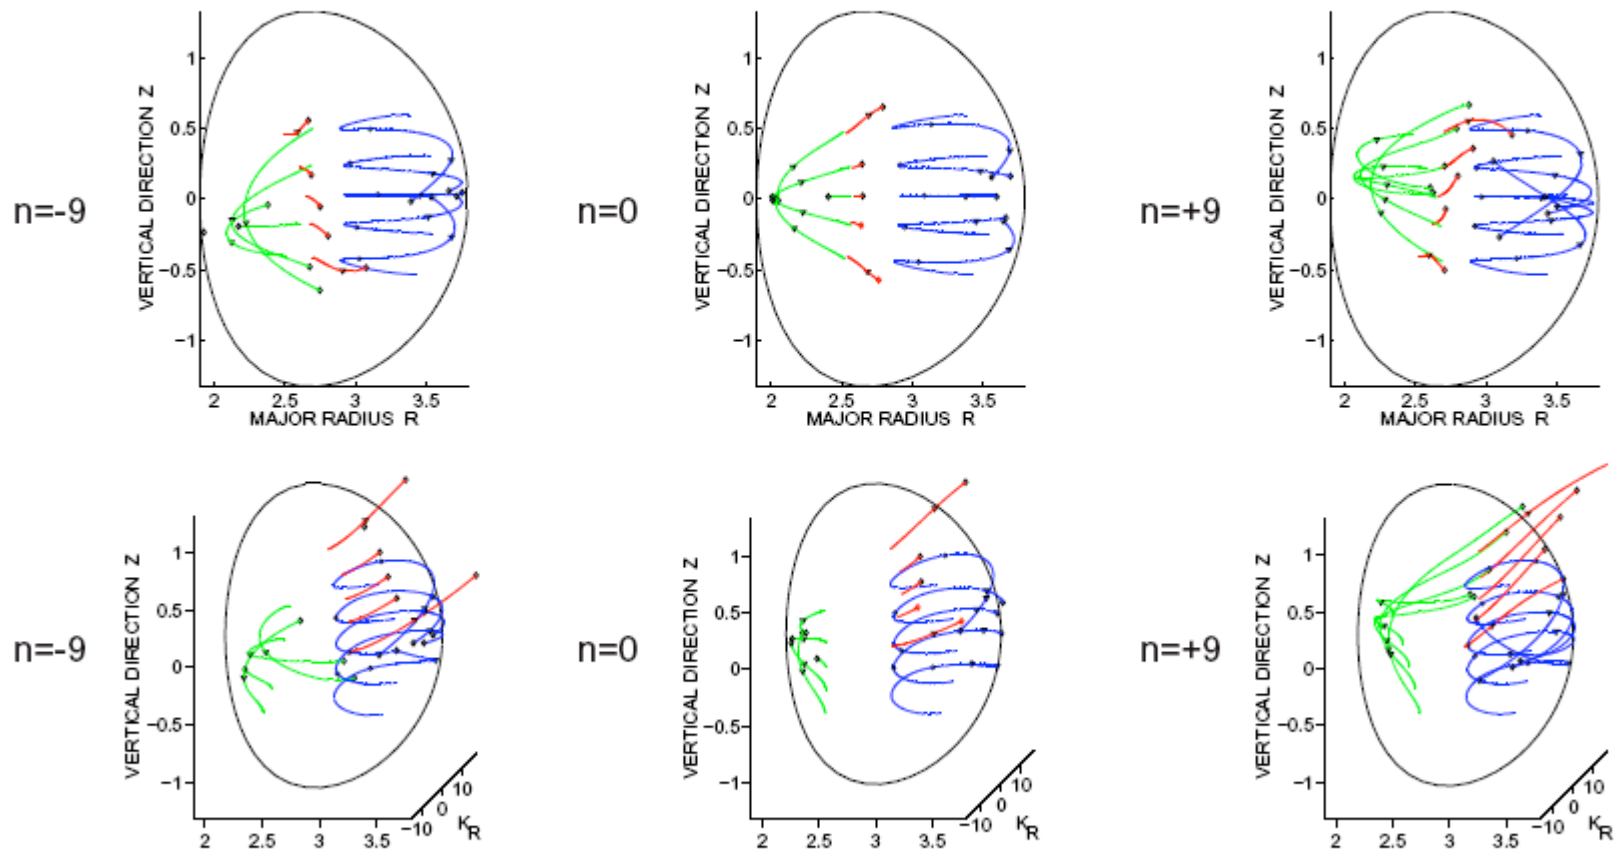 n=-9
VERTICAL DIRECTION Z
1
0.5
0
−0.5
−1
2 2.5 3 3.5
MAJOR RADIUS R
n=0
VERTICAL DIRECTION Z
1
0.5
0
−0.5
−1
2 2.5 3 3.5
MAJOR RADIUS R
n=+9
VERTICAL DIRECTION Z
1
0.5
0
−0.5
−1
2 2.5 3 3.5
MAJOR RADIUS R
n=-9
VERTICAL DIRECTION Z
1
0.5
0
−0.5
−1
2 2.5 3 3.5
−10 0 10
K_R
n=0
VERTICAL DIRECTION Z
1
0.5
0
−0.5
−1
2 2.5 3 3.5
−10 0 10
K_R
n=+9
VERTICAL DIRECTION Z
1
0.5
0
−0.5
−1
2 2.5 3 3.5
−10 0 10
K_R